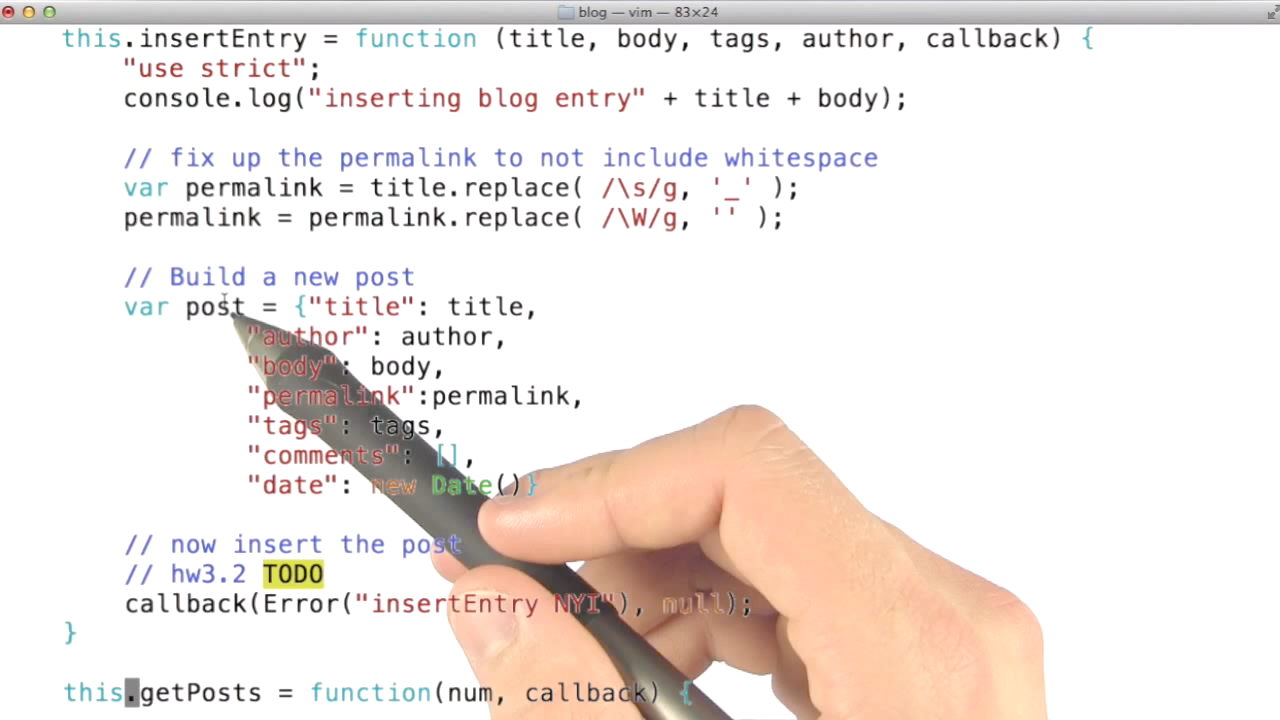 blog — vim — 83×24
this.insertEntry = function (title, body, tags, author, callback) {
"use strict";
console.log("inserting blog entry" + title + body);
// fix up the permalink to not include whitespace
var permalink = title.replace( /\s/g, '_' );
permalink = permalink.replace( /\W/g, '' );
// Build a new post
var post = {"title": title,
"author": author,
"body": body,
"permalink":permalink,
"tags": tags,
"comments": [],
"date": new Date()}
// now insert the post
// hw3.2 TODO
callback(Error("insertEntry NYI"), null);
}
this.getPosts = function(num, callback) {